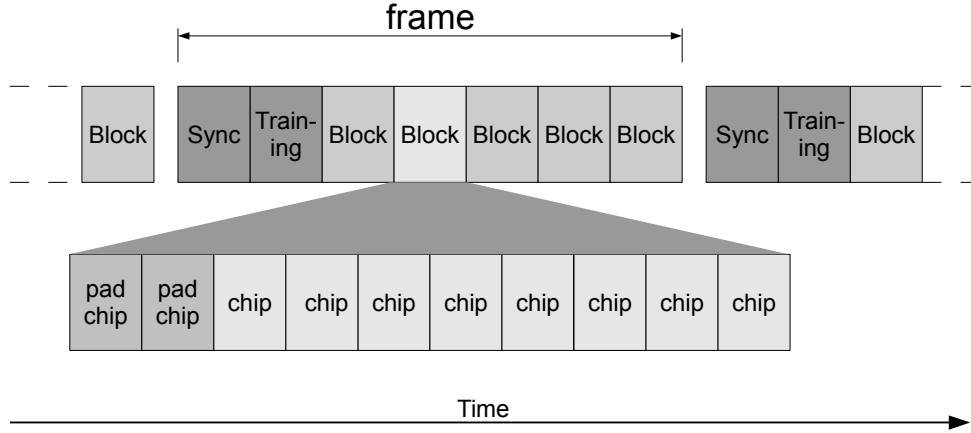 frame
Block Sync Train- Block Block Block Block Block Sync Train- Block
ing ing
pad pad chip chip chip chip chip chip chip chip
chip chip
Time